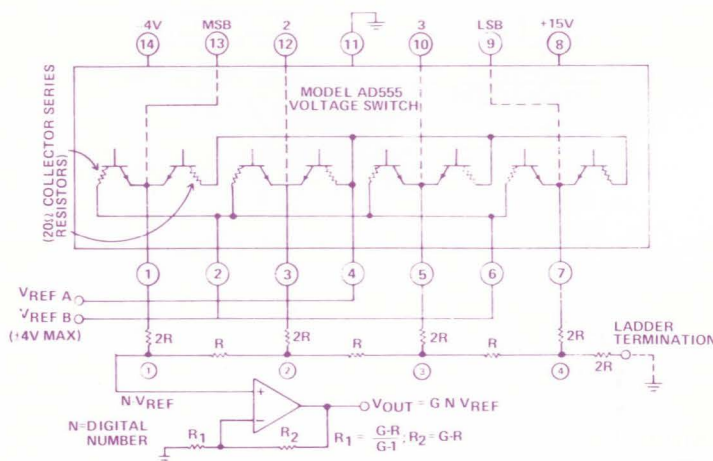 -4V MSB 2 3 LSB +15V
14 13 12 11 10 9 8
MODEL AD555
VOLTAGE SWITCH
(20Ω COLLECTOR SERIES
RESISTORS)
1 2 3 4 5 6 7
VREF A
VREF B
(±4V MAX)
2R 2R 2R 2R
LADDER
TERMINATION
R R R 2R
1 2 3 4
N VREF
+
−
VOUT = G N VREF
N=DIGITAL
NUMBER
R1 R2
R1 = G-R/G-1; R2 = G-R